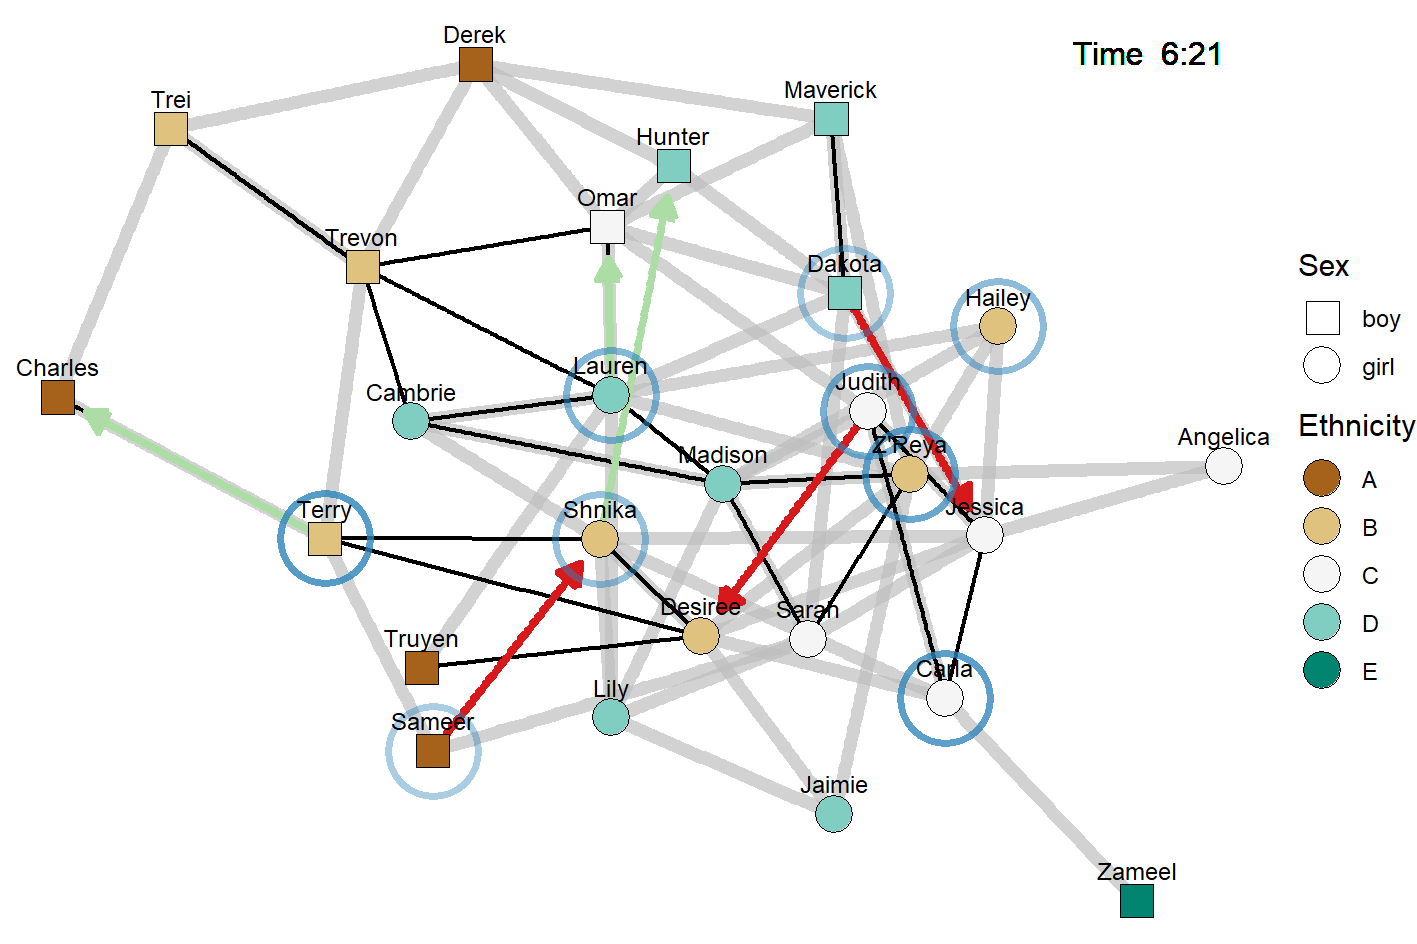 Derek
Time 6:21
Maverick
Trei
Hunter
Omar
Trevon
Dakota
Hailey
Sex
boy
girl
Charles
Lauren
Judith
Cambrie
Ethnicity
Z'Reya
Angelica
Madison
A
Terry
Shnika
Jessica
B
C
Desiree
Sarah
D
Truyen
Carla
E
Lily
Sameer
Jaimie
Zameel